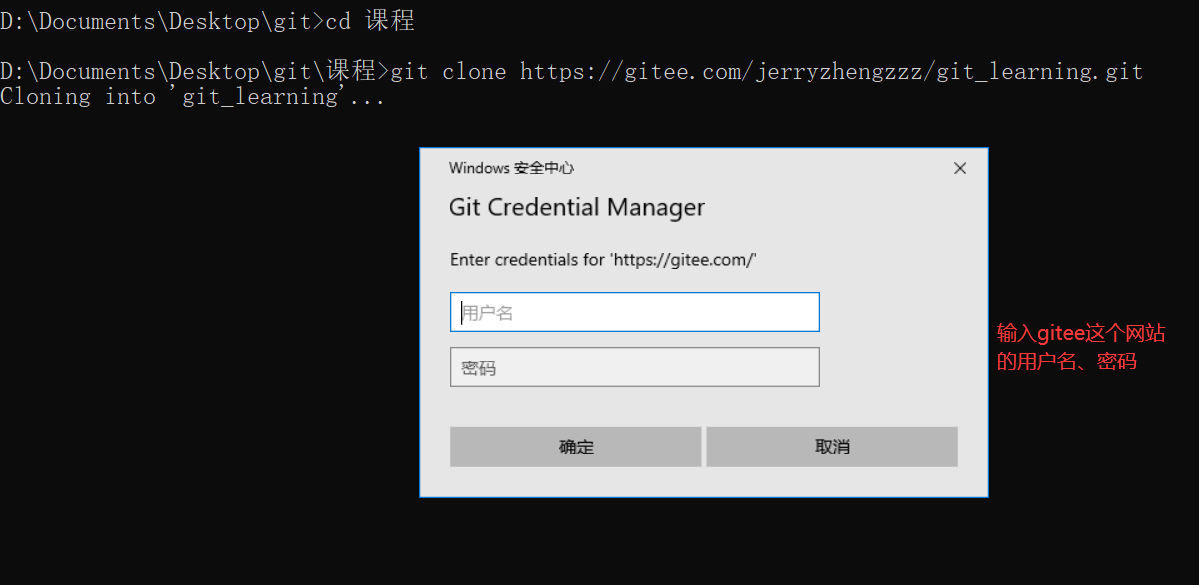 D:\Documents\Desktop\git>cd 课程
D:\Documents\Desktop\git\课程>git clone https://gitee.com/jerryzhengzzz/git_learning.git
Cloning into 'git_learning'...
Windows 安全中心
Git Credential Manager
Enter credentials for 'https://gitee.com/'
用户名
密码
输入gitee这个网站
的用户名、密码
确定
取消